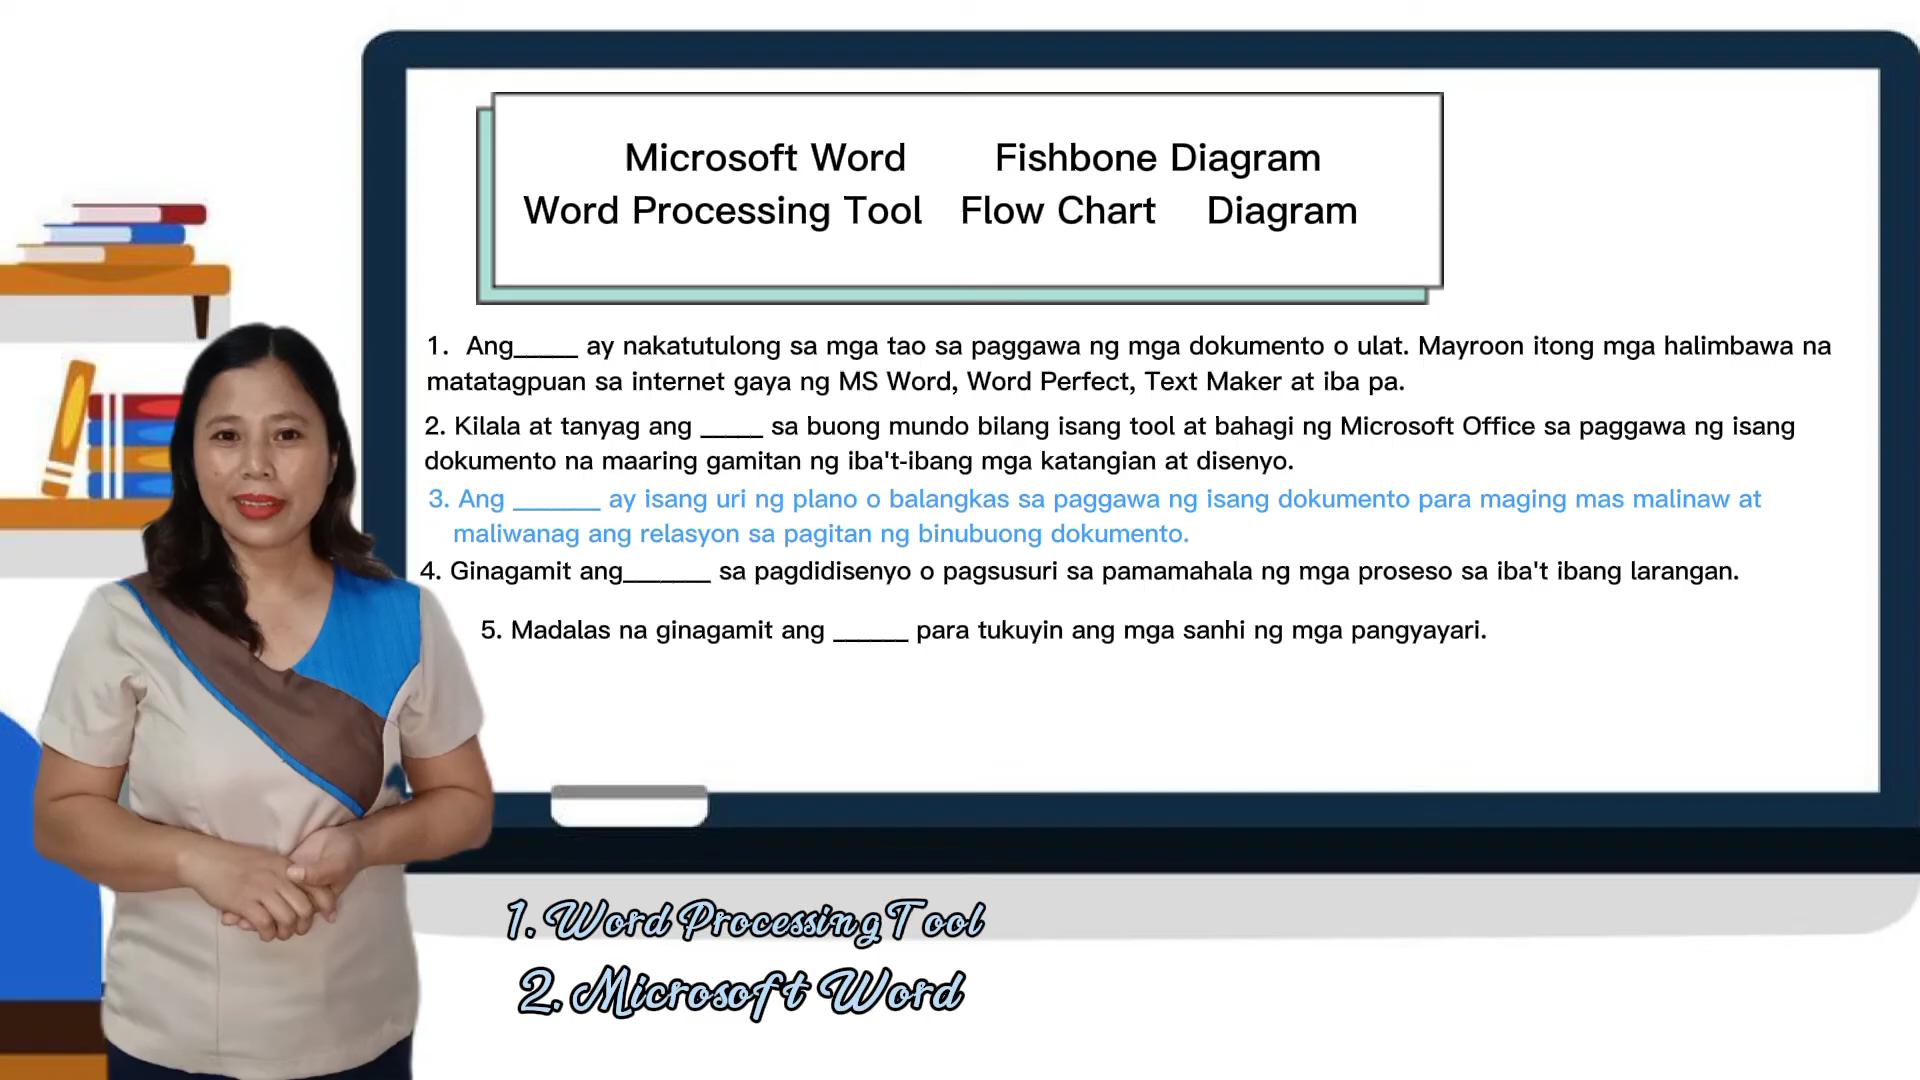 Microsoft Word Fishbone Diagram
Word Processing Tool Flow Chart Diagram
1. Ang_____ ay nakatutulong sa mga tao sa paggawa ng mga dokumento o ulat. Mayroon itong mga halimbawa na
matatagpuan sa internet gaya ng MS Word, Word Perfect, Text Maker at iba pa.
2. Kilala at tanyag ang _____ sa buong mundo bilang isang tool at bahagi ng Microsoft Office sa paggawa ng isang
dokumento na maaring gamitan ng iba't-ibang mga katangian at disenyo.
3. Ang _______ ay isang uri ng plano o balangkas sa paggawa ng isang dokumento para maging mas malinaw at
maliwanag ang relasyon sa pagitan ng binubuong dokumento.
4. Ginagamit ang_______ sa pagdidisenyo o pagsusuri sa pamamahala ng mga proseso sa iba't ibang larangan.
5. Madalas na ginagamit ang ______ para tukuyin ang mga sanhi ng mga pangyayari.
1. Word Processing Tool
2. Microsoft Word